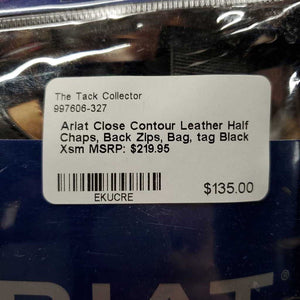 The Tack Collector
997606-327
Ariat Close Contour Leather Half
Chaps, Back Zips, Bag, tag Black
Xsm MSRP: $219.95
$135.00
EKUCRE